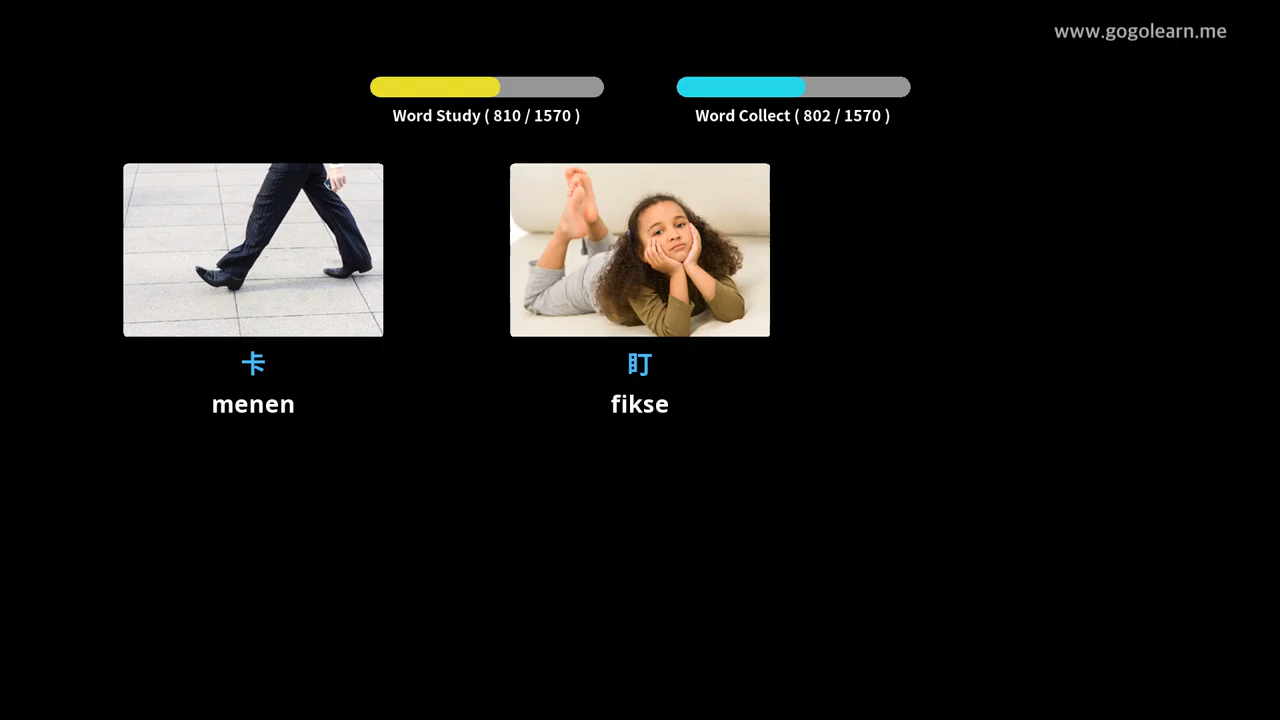 www.gogolearn.me
Word Study ( 810 / 1570 )
Word Collect ( 802 / 1570 )
卡
menen
盯
fikse